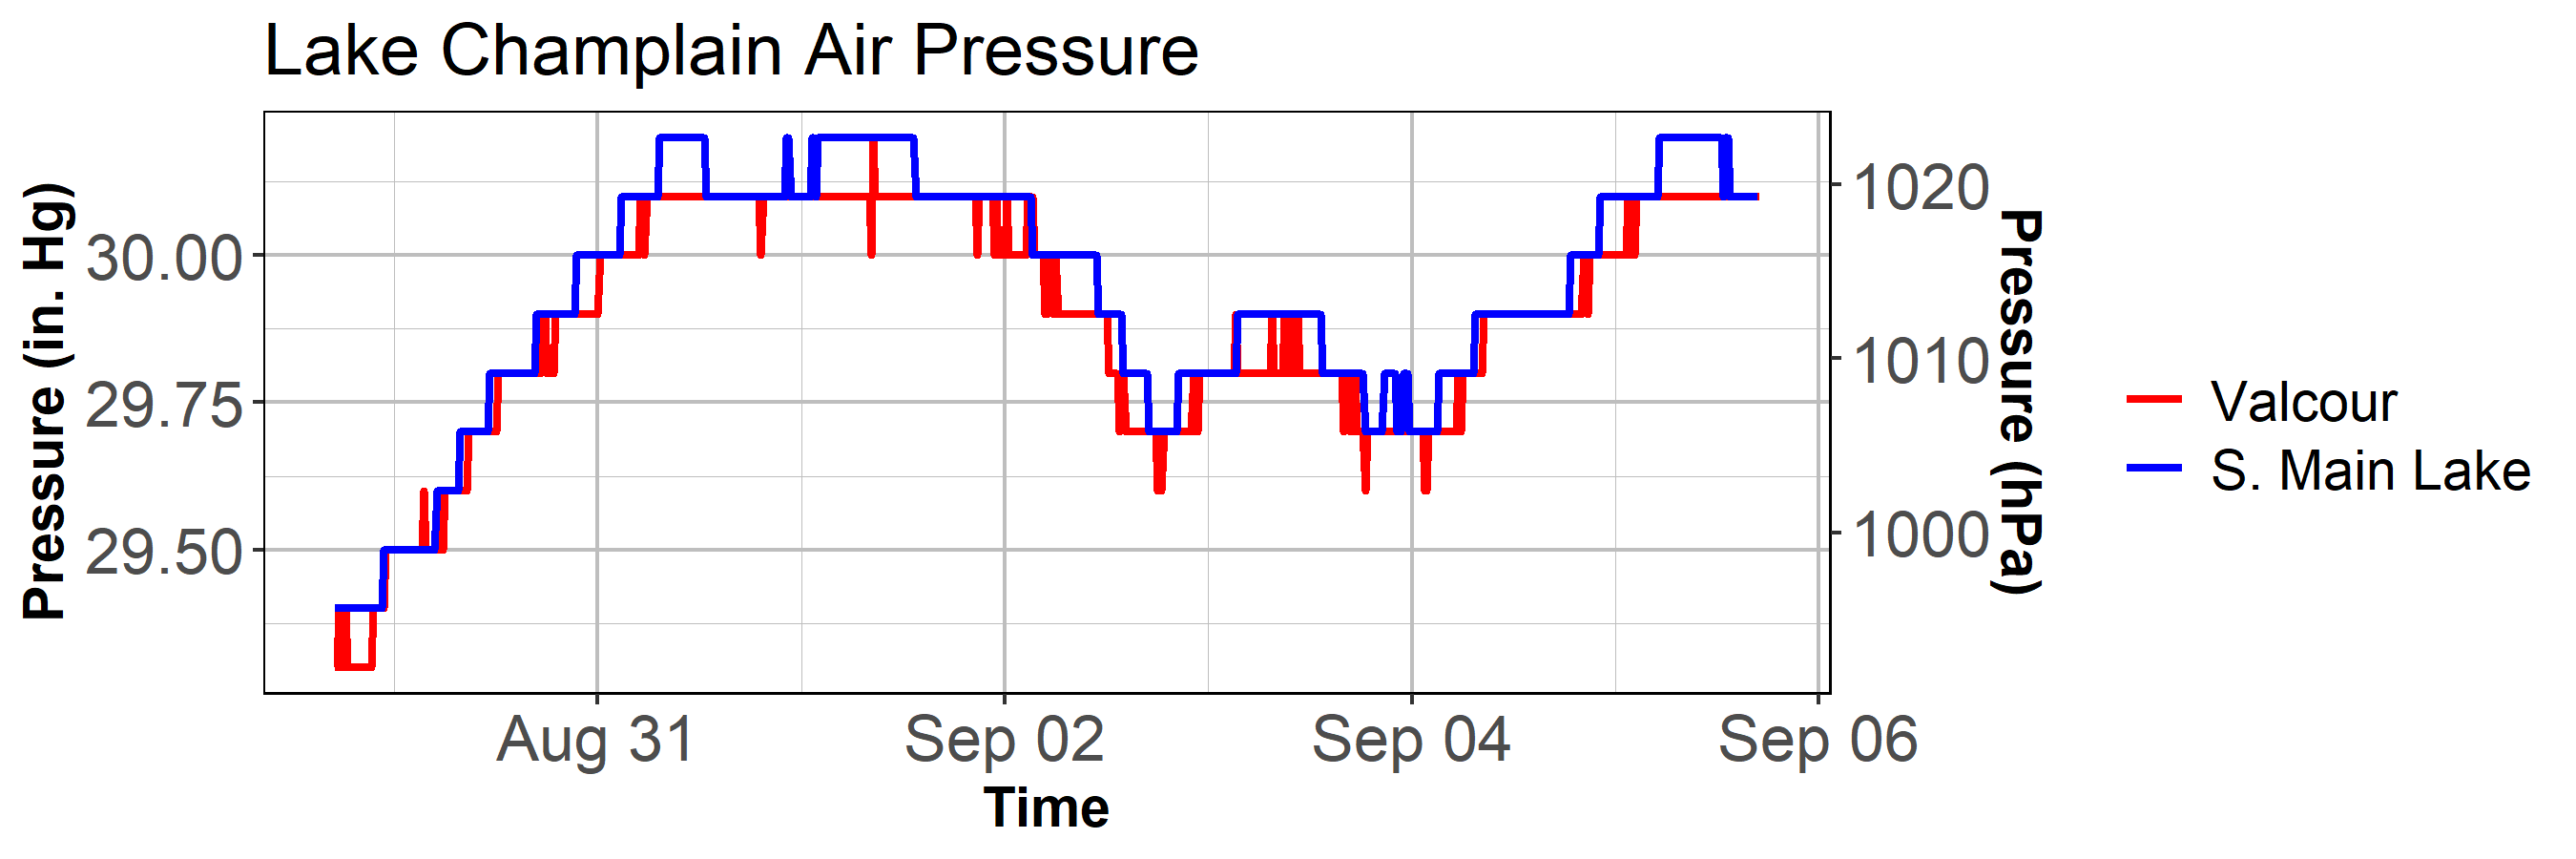 Lake Champlain Air Pressure
Pressure (in. Hg)
30.00
29.75
29.50
1020
1010
1000
Pressure (hPa)
Aug 31
Sep 02
Sep 04
Sep 06
Time
Valcour
S. Main Lake